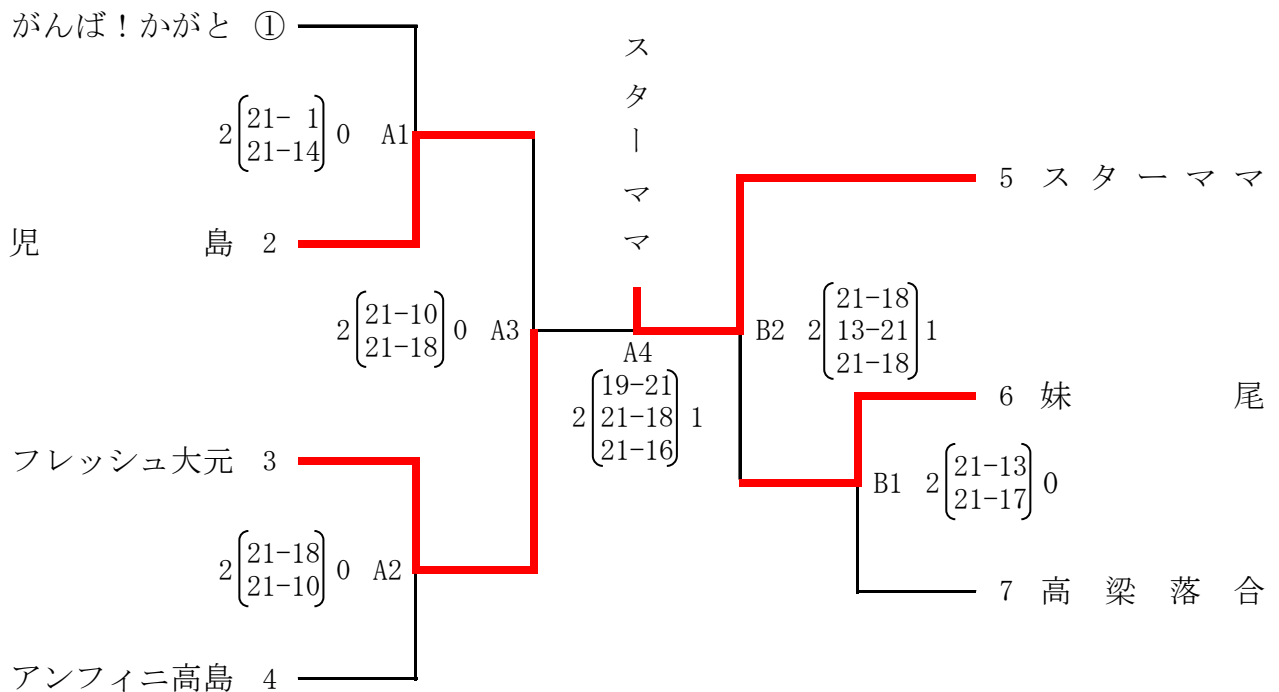 がんば！かがと ①
2 21- 1 0 A1
21-14
児島 2
2 21-10 0 A3
21-18
フレッシュ大元 3
2 21-18 0 A2
21-10
アンフィニ高島 4
スターママ
A4
19-21
2 21-18 1
21-16
5 スターママ
21-18
B2 2 13-21 1
21-18
6 妹尾
B1 2 21-13 0
21-17
7 高梁落合